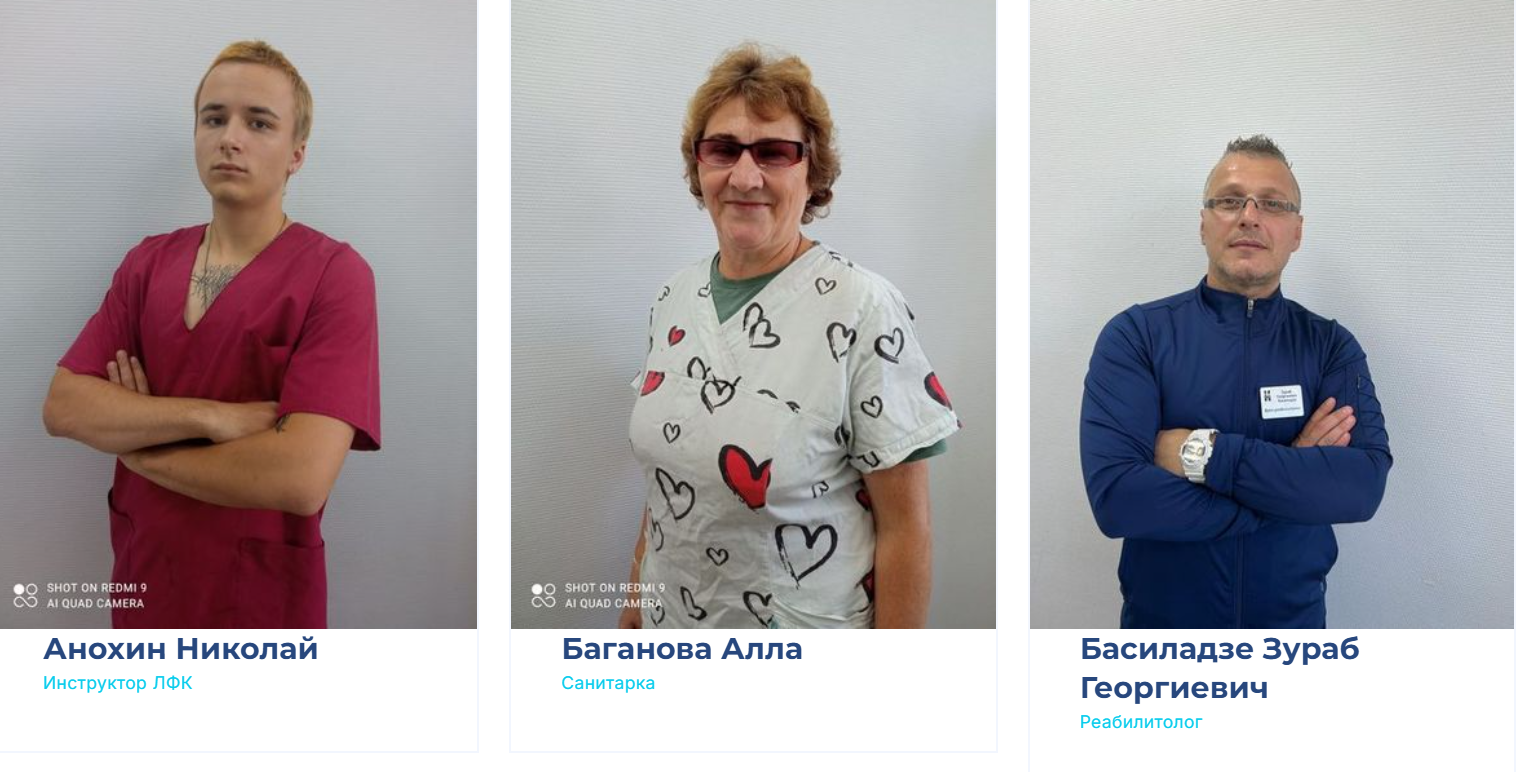 SHOT ON REDMI 9
AI QUAD CAMERA
Анохин Николай
Инструктор ЛФК
SHOT ON REDMI 9
AI QUAD CAMERA
Баганова Алла
Санитарка
Басиладзе Зураб
Георгиевич
Реабилитолог